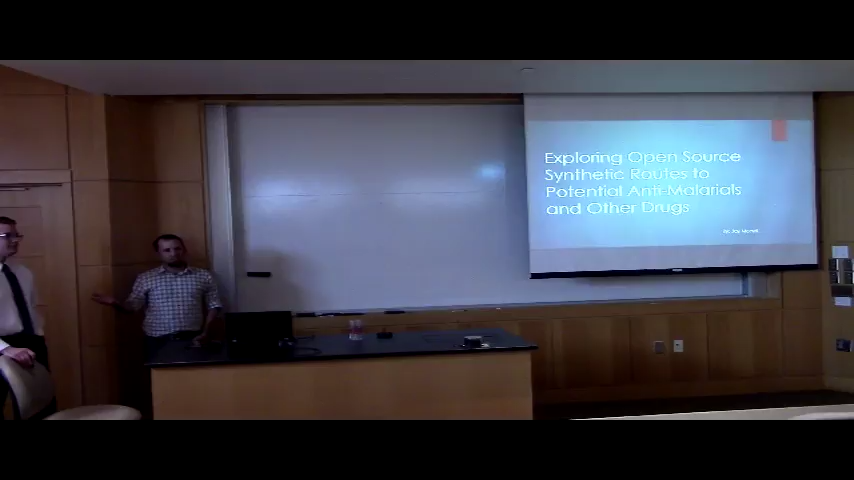 Exploring Open Source
Synthetic Routes to
Potential Anti-Malarials
and Other Drugs